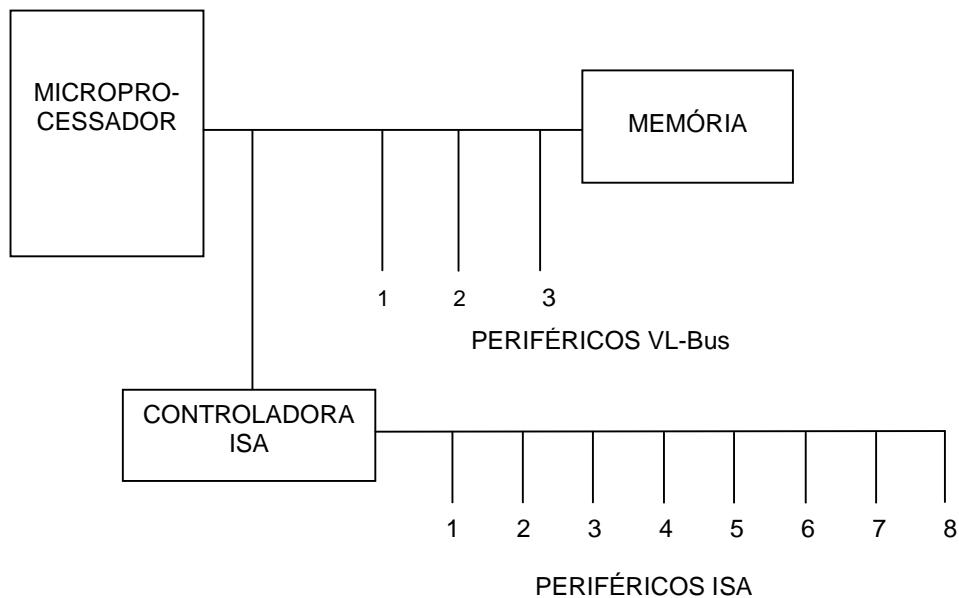 MICROPRO-
CESSADOR
MEMÓRIA
1 2 3
PERIFÉRICOS VL-Bus
CONTROLADORA
ISA
1 2 3 4 5 6 7 8
PERIFÉRICOS ISA